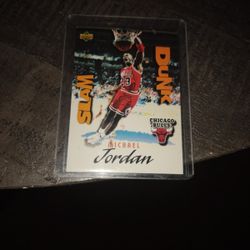 SLAM
DUNK
23
CHICAGO
BULLS
MICHAEL
Jordan